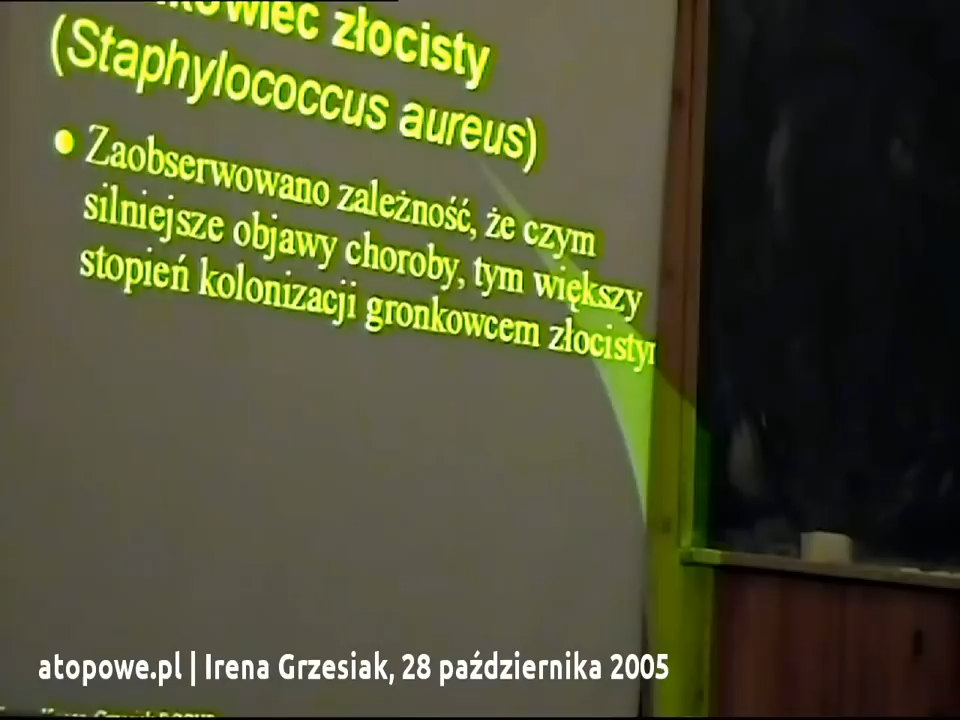 złocisty
(Staphylococcus aureus)
• Zaobserwowano zależność, że czym
silniejsze objawy choroby, tym większy
stopień kolonizacji gronkowcem
atopowe.pl | Irena Grzesiak, 28 października 2005